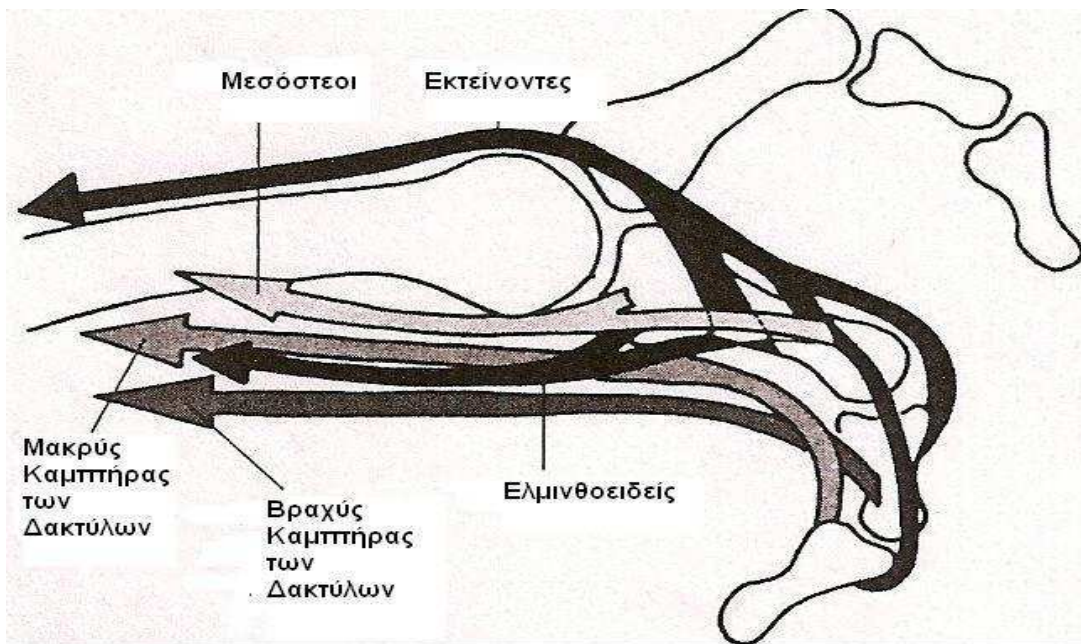 Μεσόστεοι
Εκτείνοντες
Μακρύς
Καμπτήρας
των
Δακτύλων
Βραχύς
Καμπτήρας
των
Δακτύλων
Ελμινθοειδείς